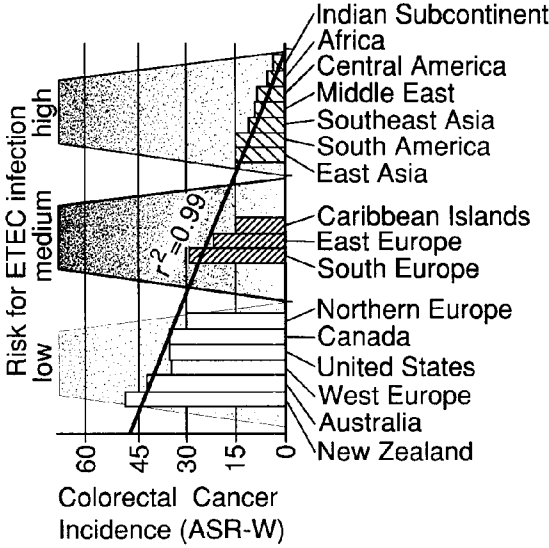 Indian Subcontinent
Africa
Central America
Middle East
Southeast Asia
South America
East Asia
Caribbean Islands
East Europe
South Europe
Northern Europe
Canada
United States
West Europe
Australia
New Zealand
Risk for ETEC infection
high
medium
low
r²=0.99
60 45 30 15 0
Colorectal Cancer
Incidence (ASR-W)